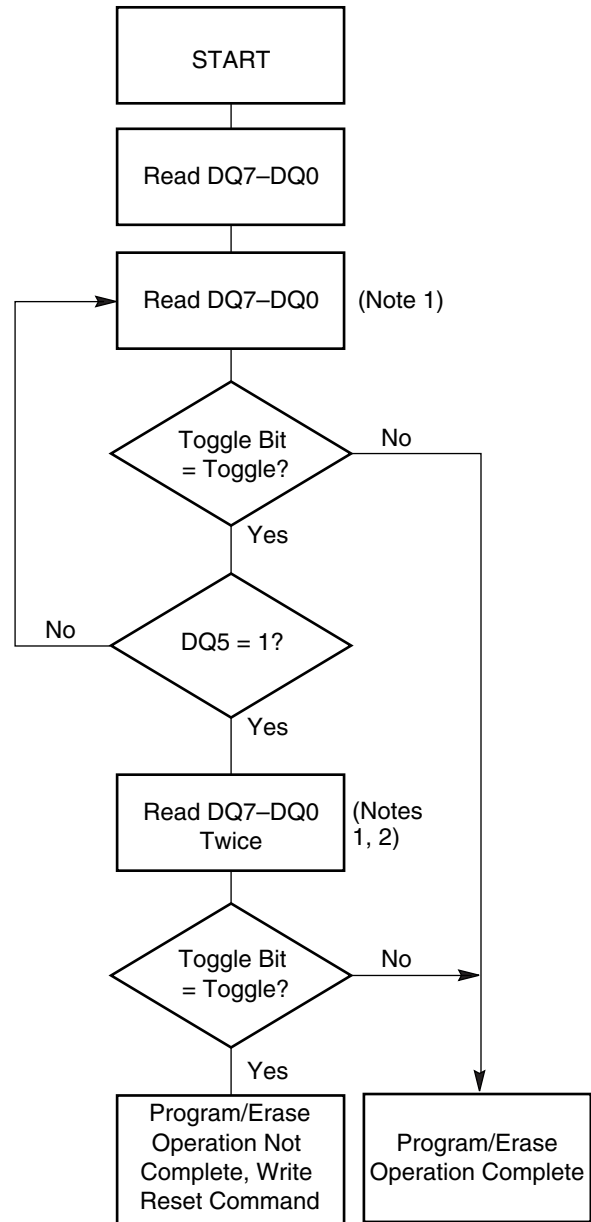 START
Read DQ7–DQ0
Read DQ7–DQ0
(Note 1)
Toggle Bit
= Toggle?
No
Yes
No
DQ5 = 1?
Yes
Read DQ7–DQ0
Twice
(Notes
1, 2)
Toggle Bit
= Toggle?
No
Yes
Program/Erase
Operation Not
Complete, Write
Reset Command
Program/Erase
Operation Complete